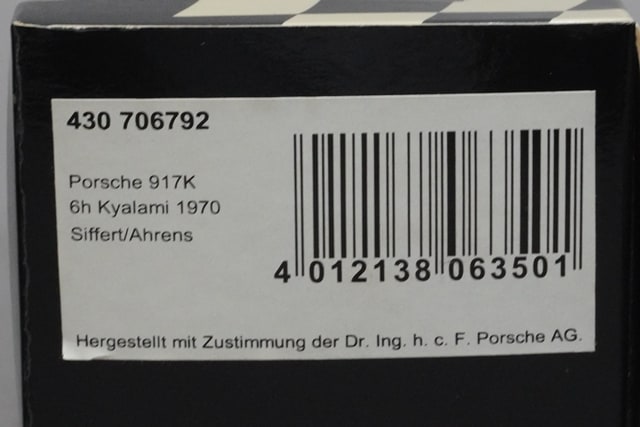 430 706792
Porsche 917K
6h Kyalami 1970
Siffert/Ahrens
4 012138 063501
Hergestellt mit Zustimmung der Dr. Ing. h. c. F. Porsche AG.